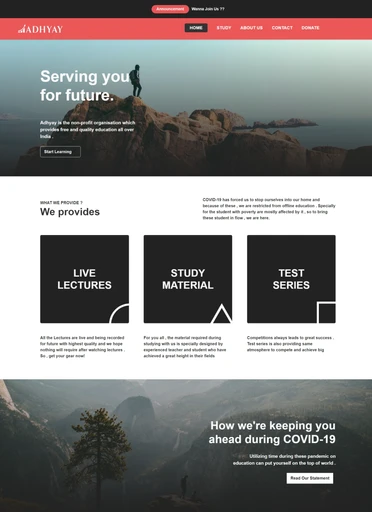 Announcement Wanna Join Us ??
ADHYAY HOME STUDY ABOUT US CONTACT DONATE
Serving you
for future.
Adhyay is the non-profit organisation which
provides free and quality education all over
India .
Start Learning
WHAT WE PROVIDE ?
We provides
COVID-19 has forced us to stop ourselves into our home and
because of these , we are restricted from offline education . Specially
for the student with poverty are mostly affected by it , so to bring
these student in flow , we are here.
LIVE
LECTURES
STUDY
MATERIAL
TEST
SERIES
All the Lectures are live and being recorded
for future with highest quality and we hope
nothing will require after watching lectures .
So , get your gear now!
For you all , the material required during
studying with us is specially designed by
experienced teacher and student who have
achieved a great height in their fields
Competitions always leads to great success .
Test series is also providing same
atmosphere to compete and achieve big
How we're keeping you
ahead during COVID-19
Utilizing time during these pandemic on
education can put yourself on the top of world .
Read Our Statement